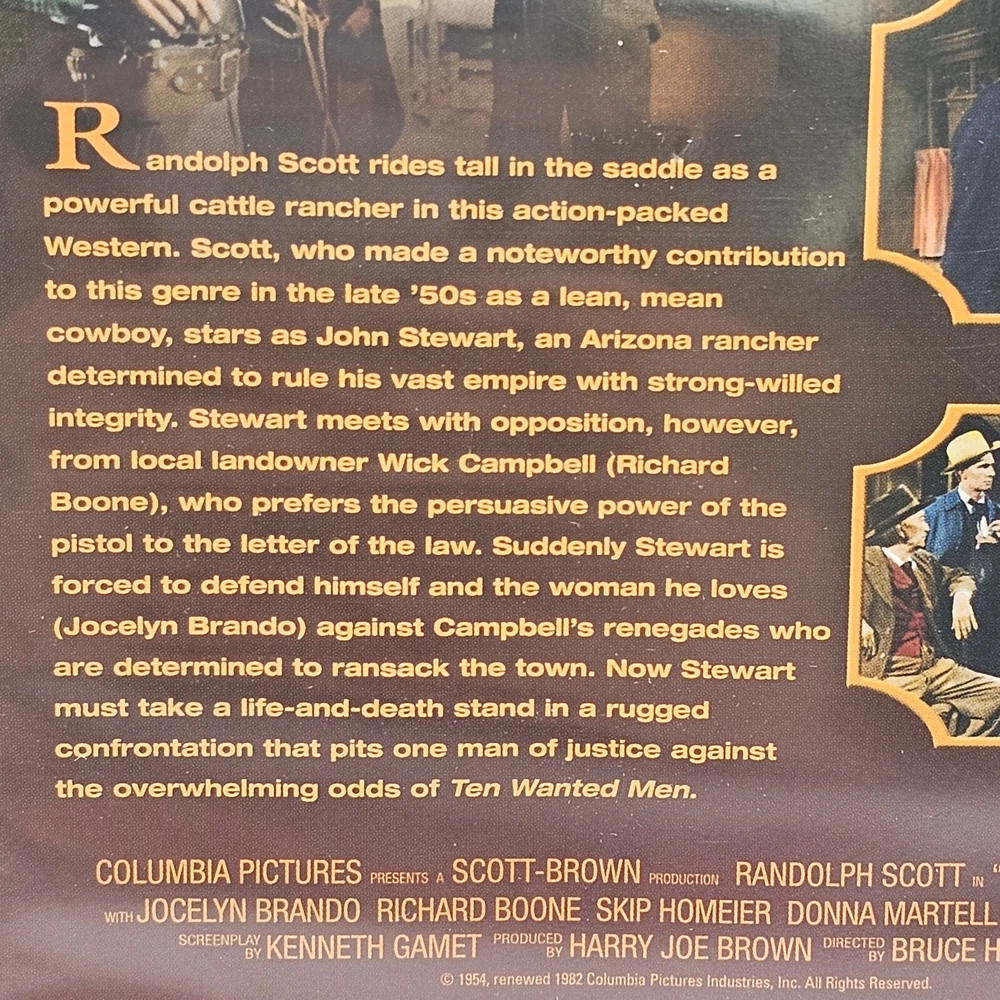 Randolph Scott rides tall in the saddle as a
powerful cattle rancher in this action-packed
Western. Scott, who made a noteworthy contribution
to this genre in the late ’50s as a lean, mean
cowboy, stars as John Stewart, an Arizona rancher
determined to rule his vast empire with strong-willed
integrity. Stewart meets with opposition, however,
from local landowner Wick Campbell (Richard
Boone), who prefers the persuasive power of the
pistol to the letter of the law. Suddenly Stewart is
forced to defend himself and the woman he loves
(Jocelyn Brando) against Campbell’s renegades who
are determined to ransack the town. Now Stewart
must take a life-and-death stand in a rugged
confrontation that pits one man of justice against
the overwhelming odds of Ten Wanted Men.
COLUMBIA PICTURES PRESENTS A SCOTT-BROWN PRODUCTION RANDOLPH SCOTT IN “
WITH JOCELYN BRANDO RICHARD BOONE SKIP HOMEIER DONNA MARTELL
SCREENPLAY BY KENNETH GAMET PRODUCED BY HARRY JOE BROWN DIRECTED BY BRUCE H
© 1954, renewed 1982 Columbia Pictures Industries, Inc. All Rights Reserved.